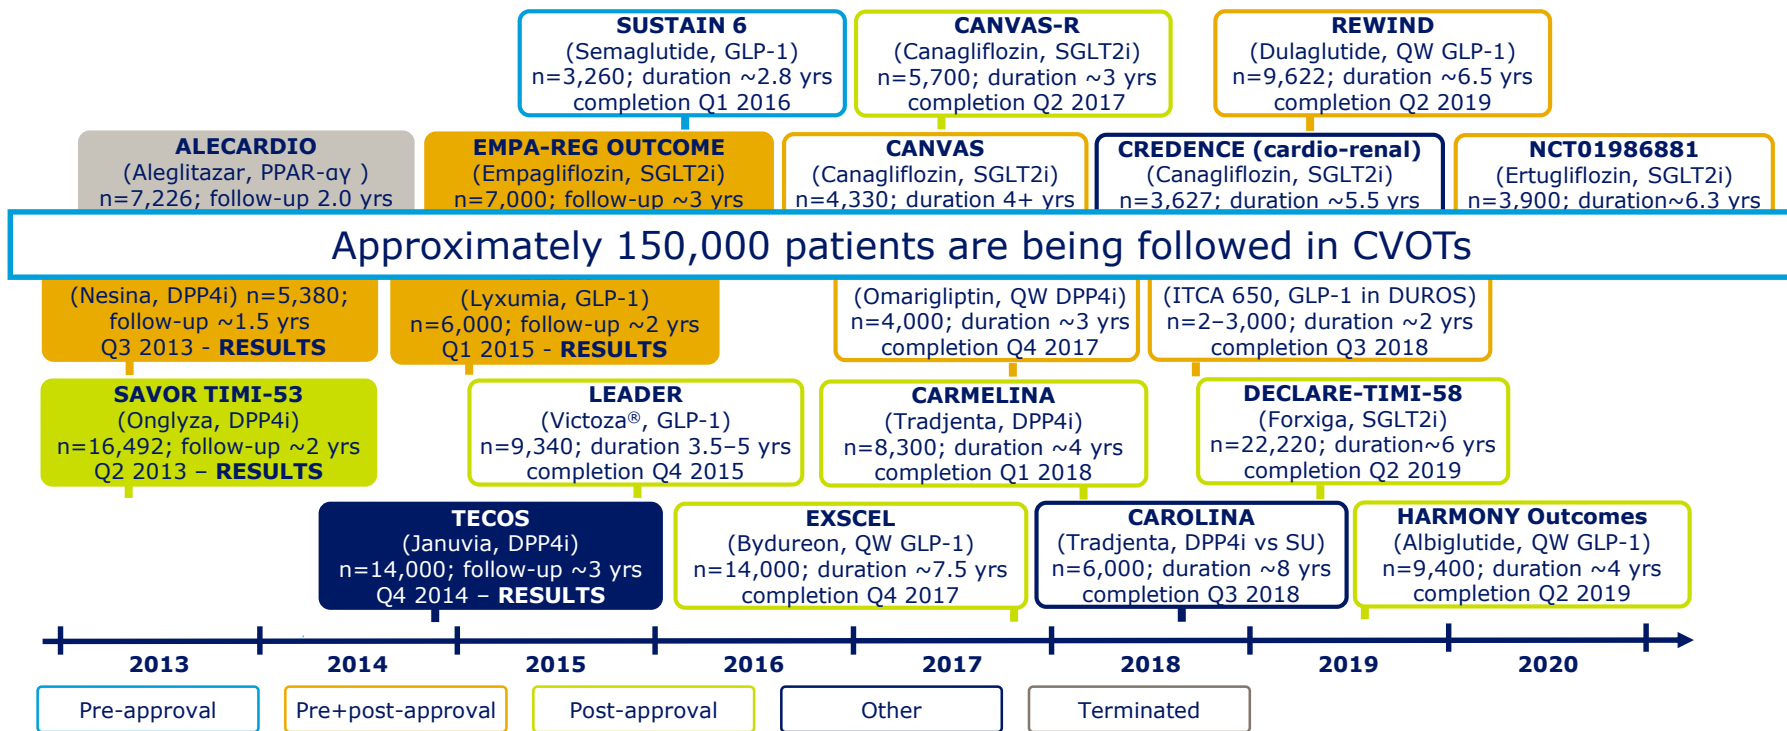 SUSTAIN 6
(Semaglutide, GLP-1)
n=3,260; duration ~2.8 yrs
completion Q1 2016
CANVAS-R
(Canagliflozin, SGLT2i)
n=5,700; duration ~3 yrs
completion Q2 2017
REWIND
(Dulaglutide, QW GLP-1)
n=9,622; duration ~6.5 yrs
completion Q2 2019
ALECARDIO
(Aleglitazar, PPAR-αγ )
n=7,226; follow-up 2.0 yrs
EMPA-REG OUTCOME
(Empagliflozin, SGLT2i)
n=7,000; follow-up ~3 yrs
CANVAS
(Canagliflozin, SGLT2i)
n=4,330; duration 4+ yrs
CREDENCE (cardio-renal)
(Canagliflozin, SGLT2i)
n=3,627; duration ~5.5 yrs
NCT01986881
(Ertugliflozin, SGLT2i)
n=3,900; duration~6.3 yrs
Approximately 150,000 patients are being followed in CVOTs
(Nesina, DPP4i) n=5,380;
follow-up ~1.5 yrs
Q3 2013 - RESULTS
(Lyxumia, GLP-1)
n=6,000; follow-up ~2 yrs
Q1 2015 - RESULTS
(Omarigliptin, QW DPP4i)
n=4,000; duration ~3 yrs
completion Q4 2017
(ITCA 650, GLP-1 in DUROS)
n=2–3,000; duration ~2 yrs
completion Q3 2018
SAVOR TIMI-53
(Onglyza, DPP4i)
n=16,492; follow-up ~2 yrs
Q2 2013 – RESULTS
LEADER
(Victoza®, GLP-1)
n=9,340; duration 3.5–5 yrs
completion Q4 2015
CARMELINA
(Tradjenta, DPP4i)
n=8,300; duration ~4 yrs
completion Q1 2018
DECLARE-TIMI-58
(Forxiga, SGLT2i)
n=22,220; duration~6 yrs
completion Q2 2019
TECOS
(Januvia, DPP4i)
n=14,000; follow-up ~3 yrs
Q4 2014 – RESULTS
EXSCEL
(Bydureon, QW GLP-1)
n=14,000; duration ~7.5 yrs
completion Q4 2017
CAROLINA
(Tradjenta, DPP4i vs SU)
n=6,000; duration ~8 yrs
completion Q3 2018
HARMONY Outcomes
(Albiglutide, QW GLP-1)
n=9,400; duration ~4 yrs
completion Q2 2019
2013 2014 2015 2016 2017 2018 2019 2020
Pre-approval
Pre+post-approval
Post-approval
Other
Terminated